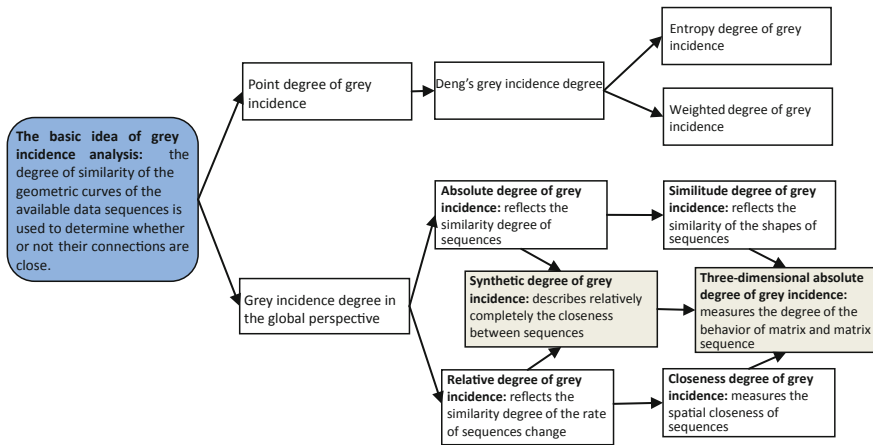 The basic idea of grey
incidence analysis: the
degree of similarity of the
geometric curves of the
available data sequences is
used to determine whether
or not their connections are
close.
Point degree of grey
incidence
Deng's grey incidence degree
Entropy degree of grey
incidence
Weighted degree of grey
incidence
Grey incidence degree in
the global perspective
Absolute degree of grey
incidence: reflects the
similarity degree of
sequences
Similitude degree of grey
incidence: reflects the
similarity of the shapes of
sequences
Synthetic degree of grey
incidence: describes relatively
completely the closeness
between sequences
Three-dimensional absolute
degree of grey incidence:
measures the degree of the
behavior of matrix and matrix
sequence
Relative degree of grey
incidence: reflects the
similarity degree of the rate
of sequences change
Closeness degree of grey
incidence: measures the
spatial closeness of
sequences